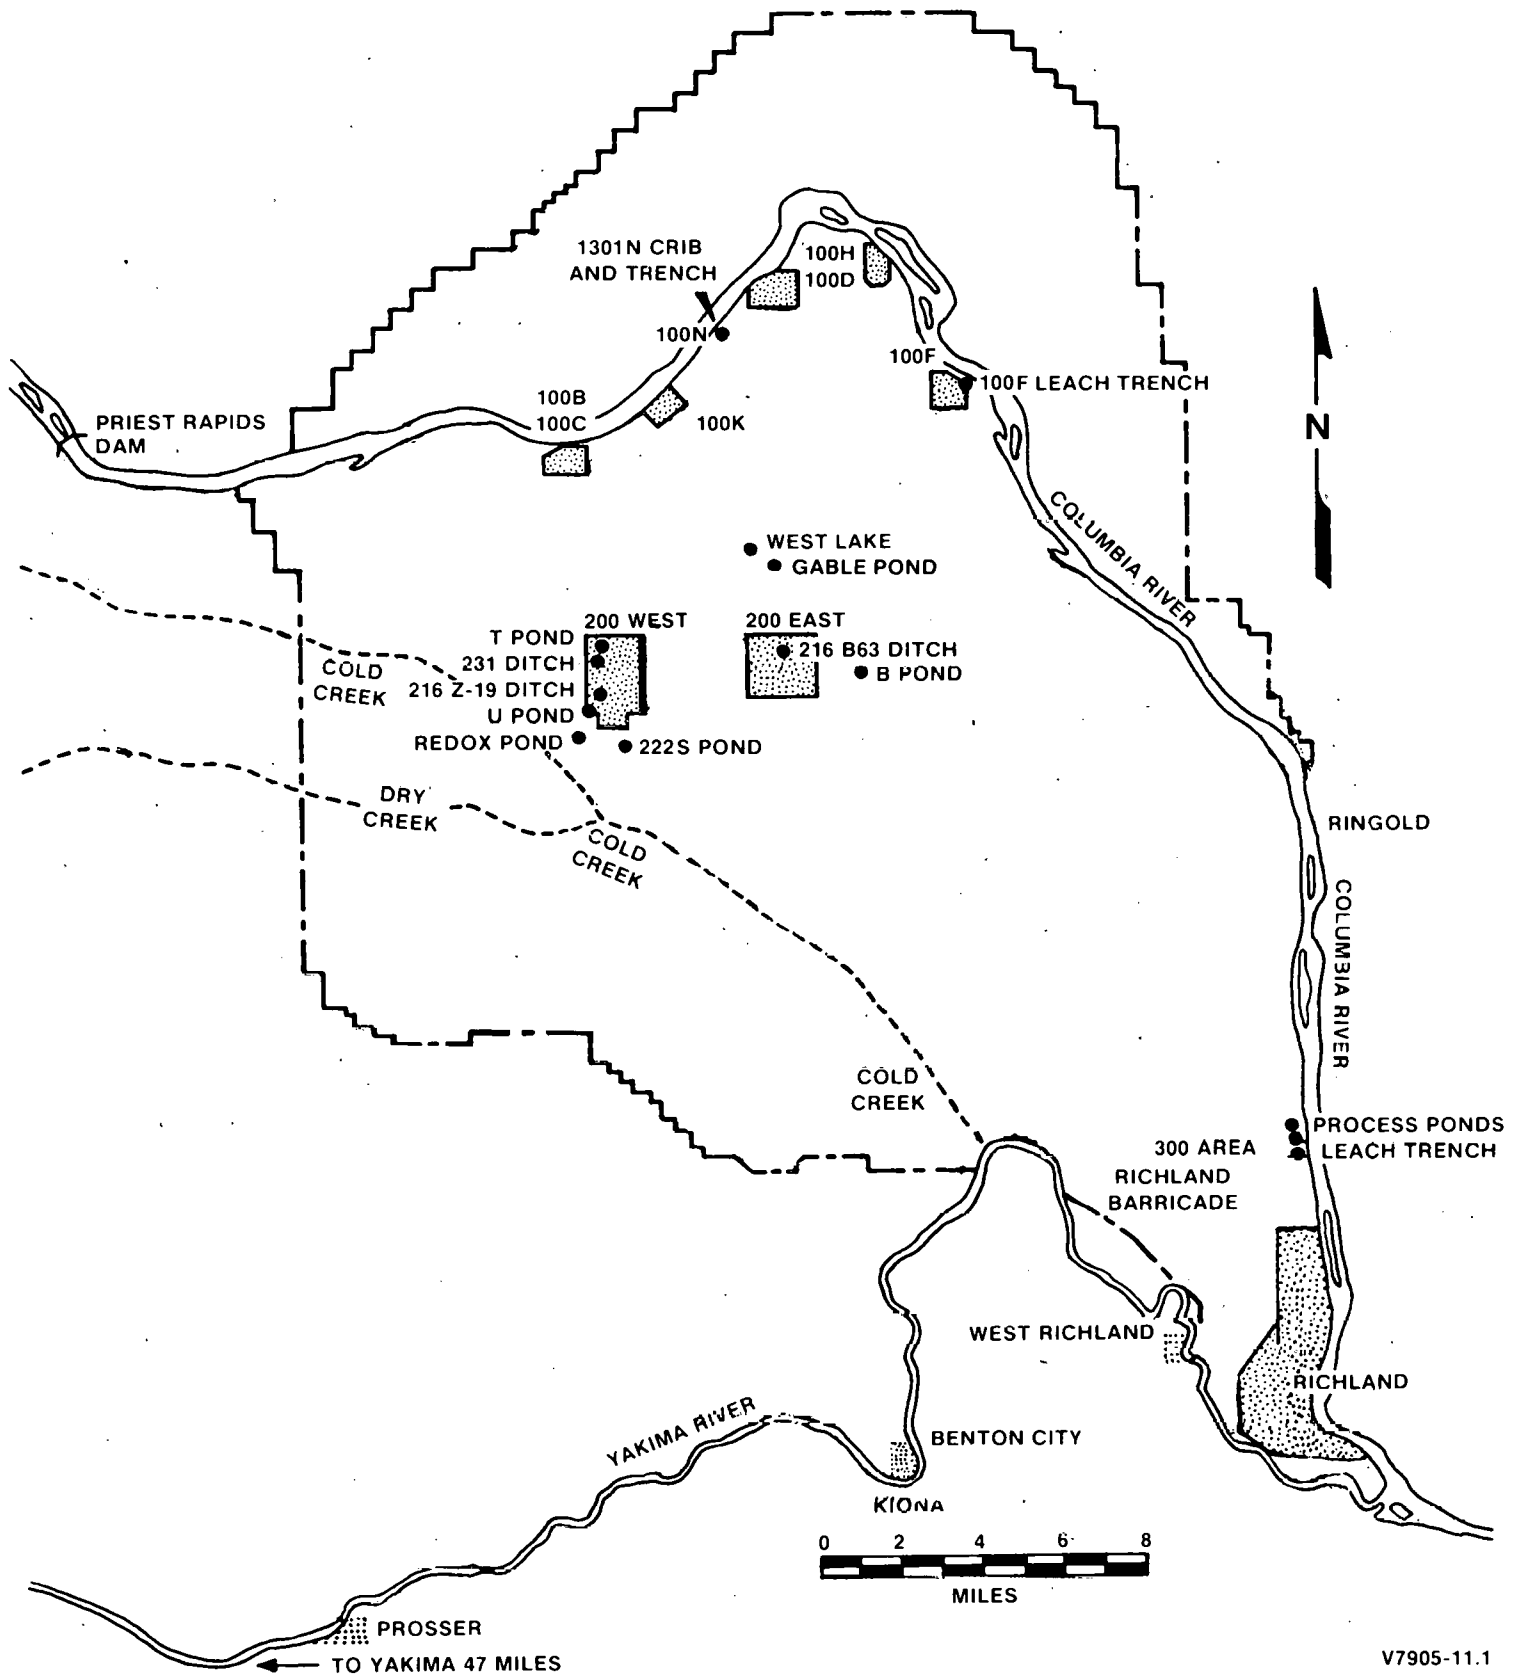 1301N CRIB
AND TRENCH
100H
100D
100N
100F
100F LEACH TRENCH
100B
100C
100K
PRIEST RAPIDS
DAM
N
COLUMBIA RIVER
WEST LAKE
GABLE POND
200 WEST
200 EAST
T POND
231 DITCH
216 Z-19 DITCH
U POND
REDOX POND
222S POND
216 B63 DITCH
B POND
COLD
CREEK
DRY
CREEK
COLD
CREEK
RINGOLD
COLUMBIA RIVER
COLD
CREEK
PROCESS PONDS
LEACH TRENCH
300 AREA
RICHLAND
BARRICADE
WEST RICHLAND
RICHLAND
YAKIMA RIVER
BENTON CITY
KIONA
0 2 4 6 8
MILES
PROSSER
TO YAKIMA 47 MILES
V7905-11.1